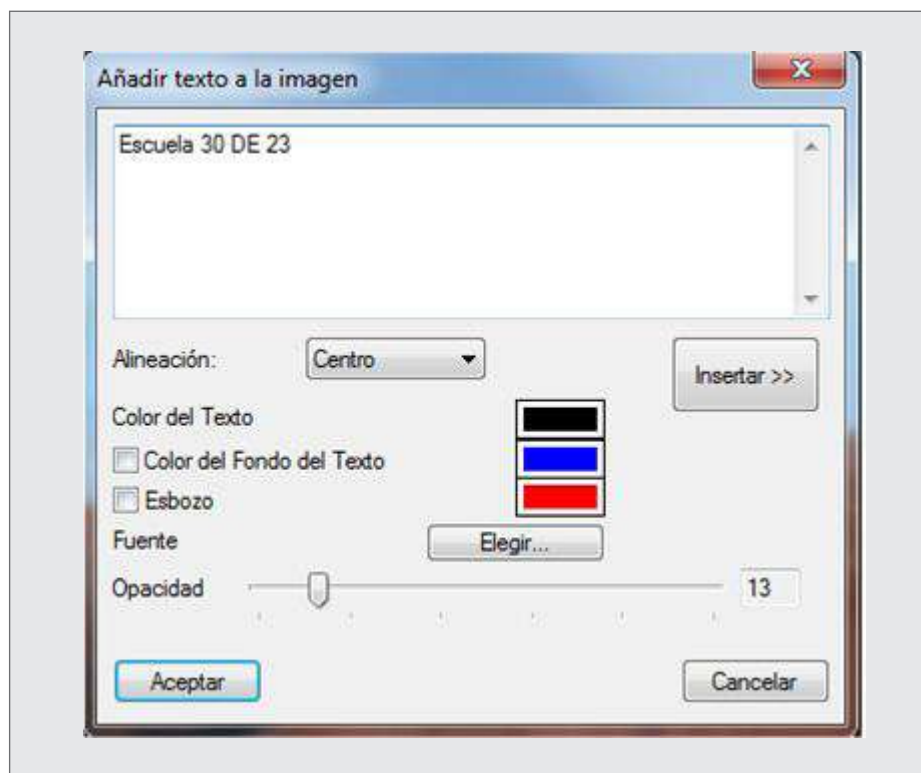 Añadir texto a la imagen
Escuela 30 DE 23
Alineación: Centro Insertar >>
Color del Texto
Color del Fondo del Texto
Esbozo
Fuente Elegir...
Opacidad 13
Aceptar Cancelar